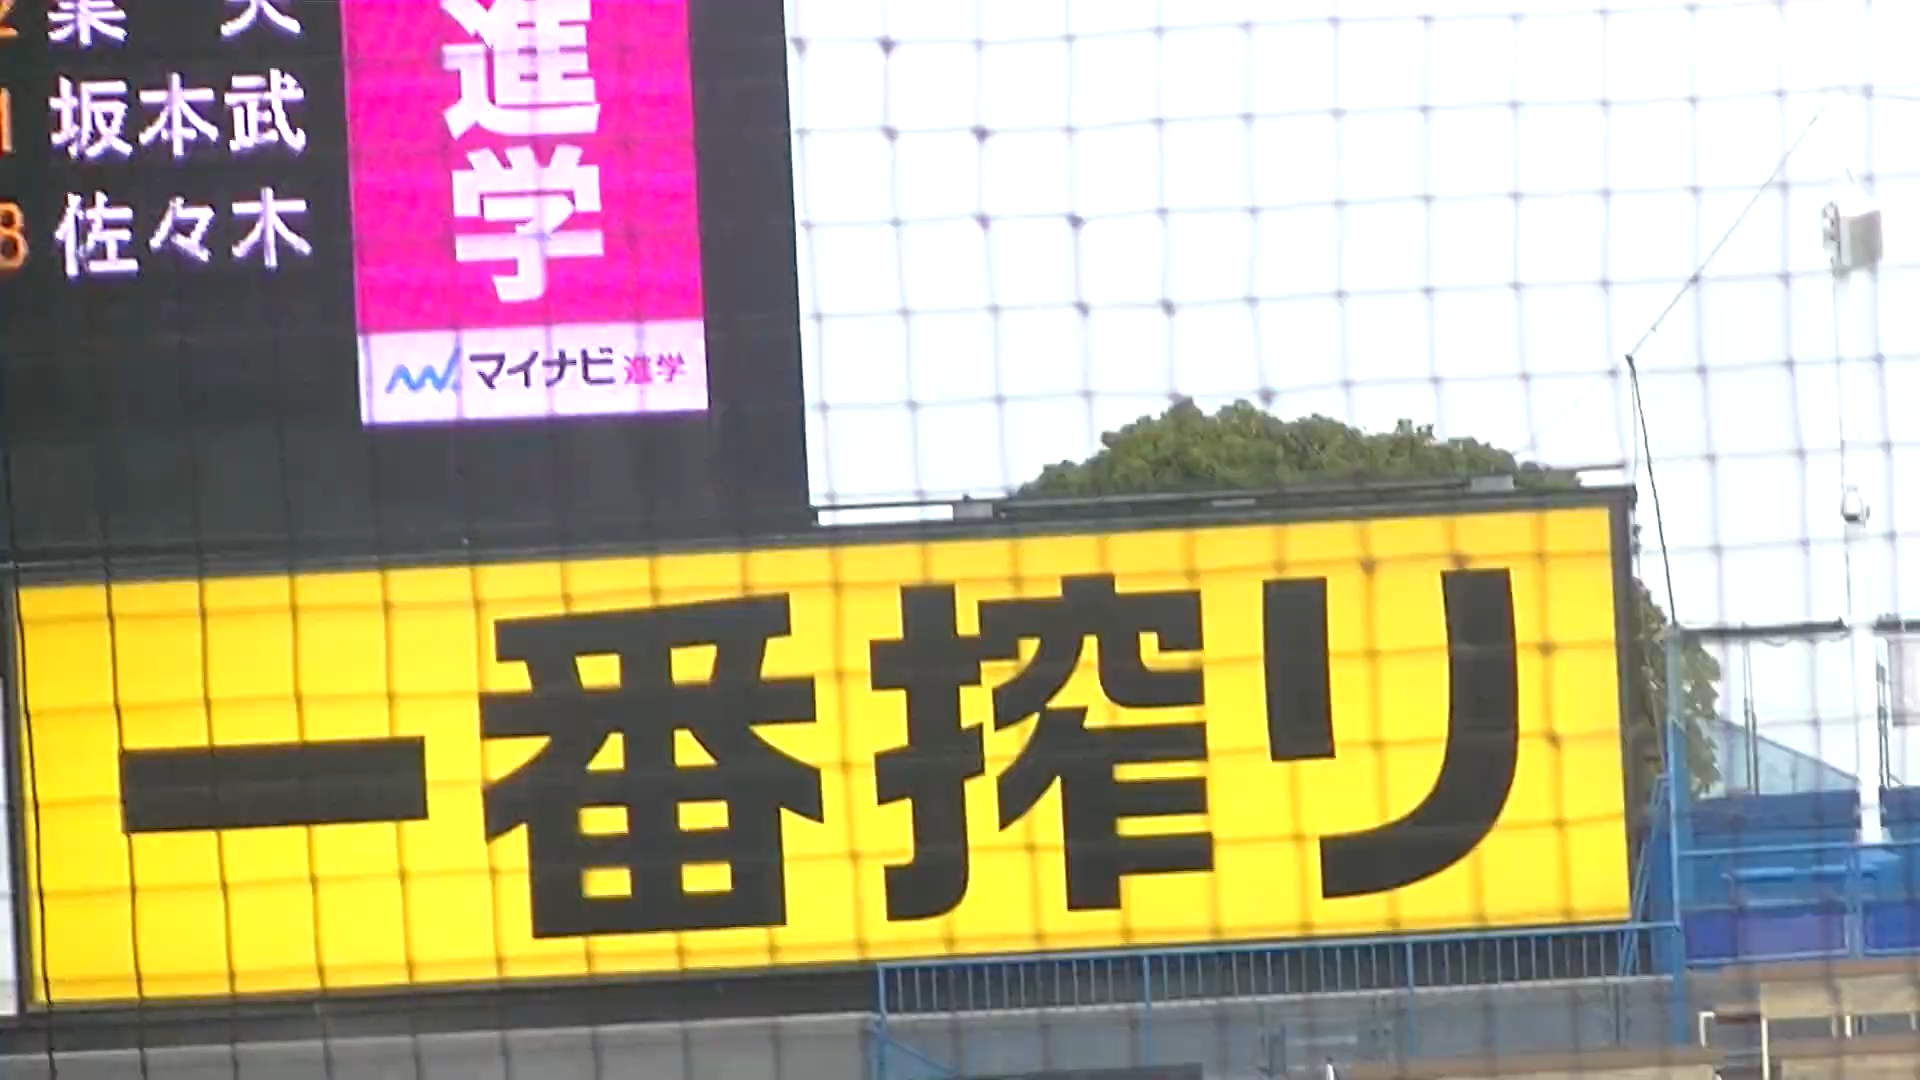 坂本武
佐々木
進学
マイナビ 進学
一番搾り